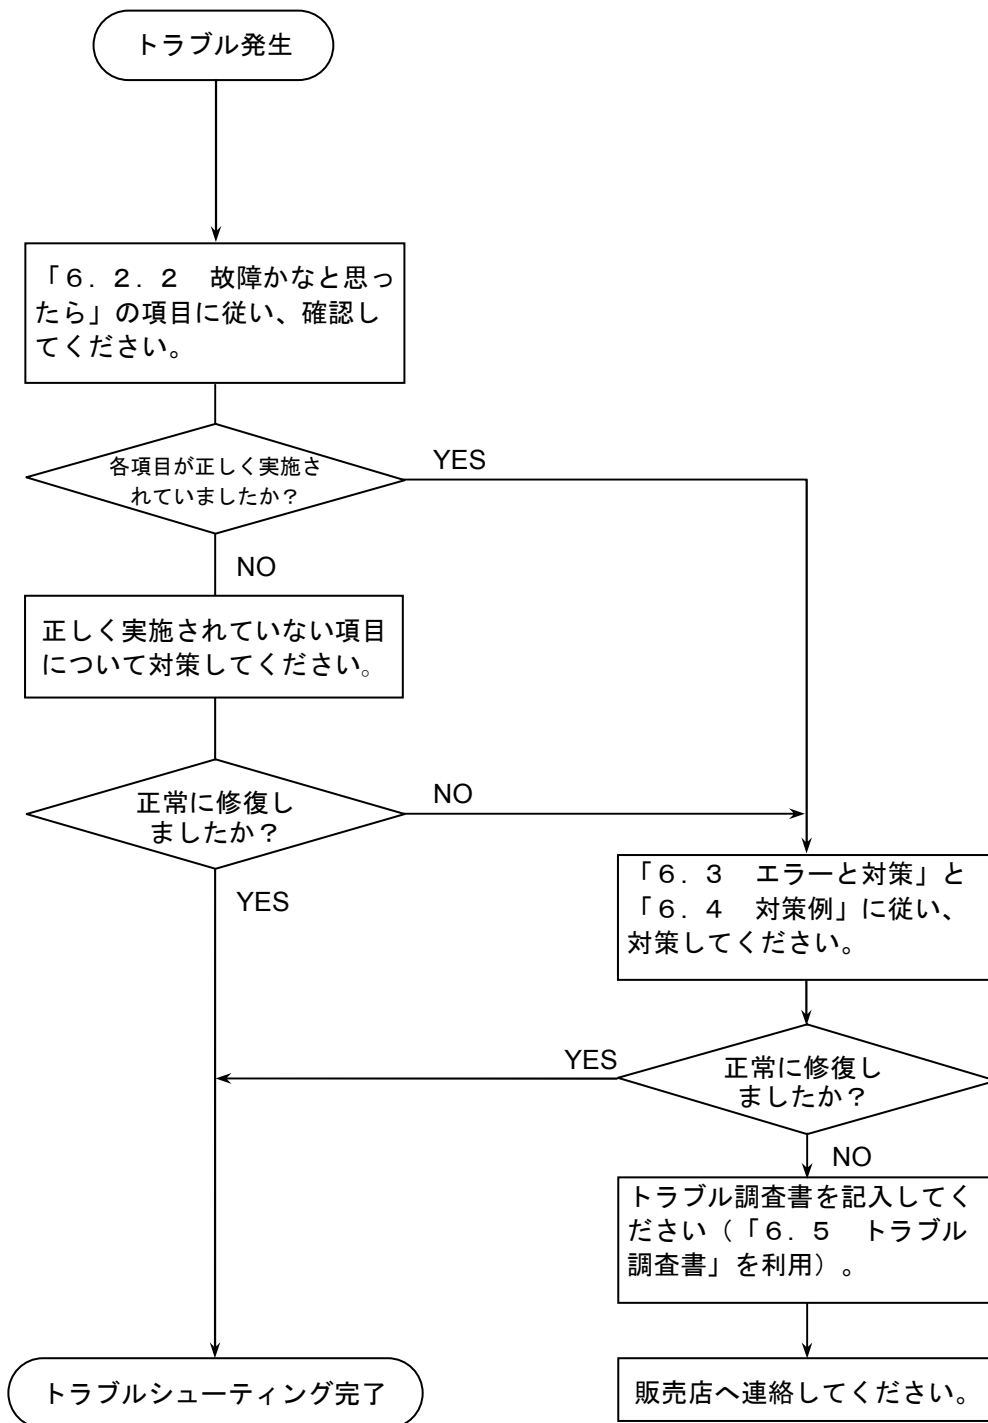 トラブル発生
「６．２．２　故障かなと思っ
たら」の項目に従い、確認し
てください。
各項目が正しく実施さ
れていましたか？
YES
NO
正しく実施されていない項目
について対策してください。
正常に修復し
ましたか？
NO
YES
「６．３　エラーと対策」と
「６．４　対策例」に従い、
対策してください。
正常に修復し
ましたか？
YES
NO
トラブル調査書を記入してく
ださい（「６．５　トラブル
調査書」を利用）。
トラブルシューティング完了
販売店へ連絡してください。